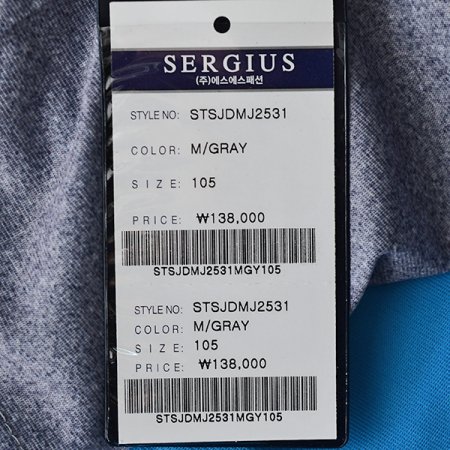 SERGIUS
(주)에스에스패션
STYLE NO: STSJDMJ2531
COLOR: M/GRAY
SIZE: 105
PRICE: ₩138,000
STSJDMJ2531MGY105
STYLE NO: STSJDMJ2531
COLOR: M/GRAY
SIZE: 105
PRICE: ₩138,000
STSJDMJ2531MGY105